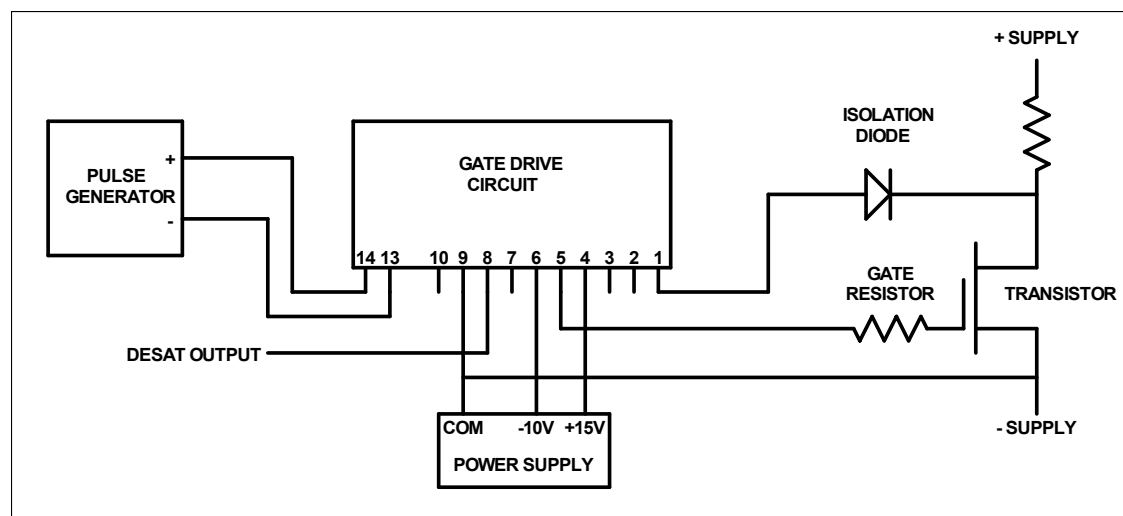 + SUPPLY
ISOLATION
DIODE
PULSE
GENERATOR
+
-
GATE DRIVE
CIRCUIT
14 13 10 9 8 7 6 5 4 3 2 1
GATE
RESISTOR
TRANSISTOR
DESAT OUTPUT
COM -10V +15V
POWER SUPPLY
- SUPPLY